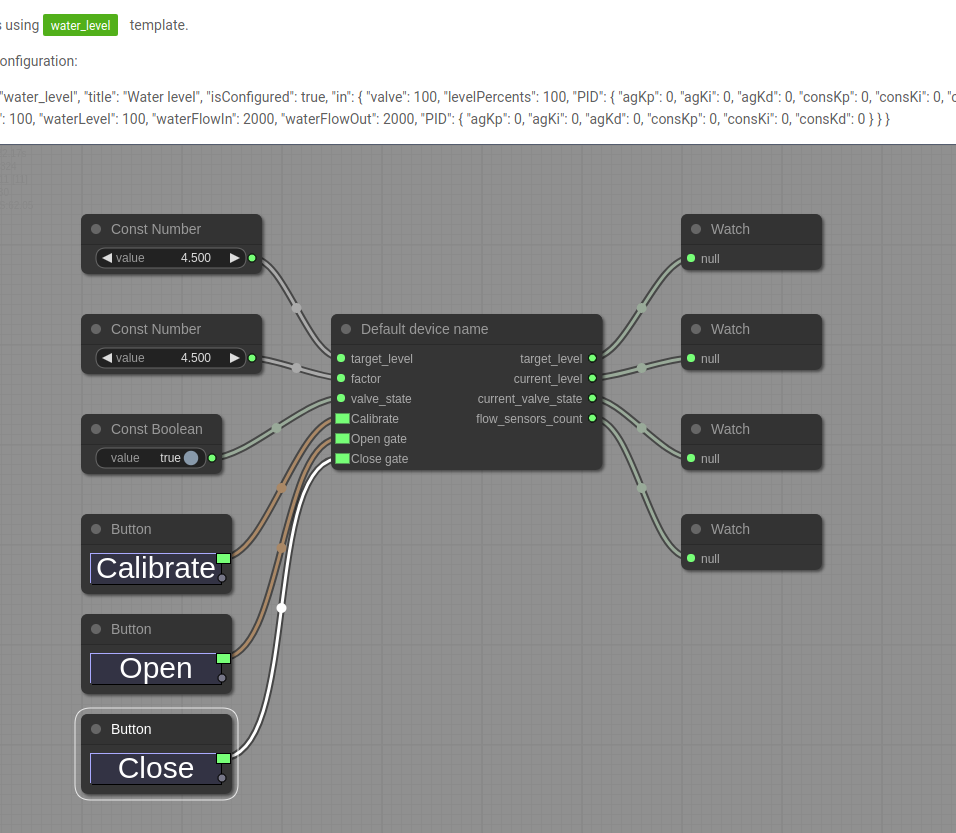 s using water_level template.
onfiguration:
"water_level", "title": "Water level", "isConfigured": true, "in": { "valve": 100, "levelPercents": 100, "PID": { "agKp": 0, "agKi": 0, "agKd": 0, "consKp": 0, "consKi": 0, "c
": 100, "waterLevel": 100, "waterFlowIn": 2000, "waterFlowOut": 2000, "PID": { "agKp": 0, "agKi": 0, "agKd": 0, "consKp": 0, "consKi": 0, "consKd": 0 } } }
Const Number
value 4.500
Const Number
value 4.500
Const Boolean
value true
Button
Calibrate
Button
Open
Button
Close
Default device name
target_level target_level
factor current_level
valve_state current_valve_state
Calibrate flow_sensors_count
Open gate
Close gate
Watch
null
Watch
null
Watch
null
Watch
null